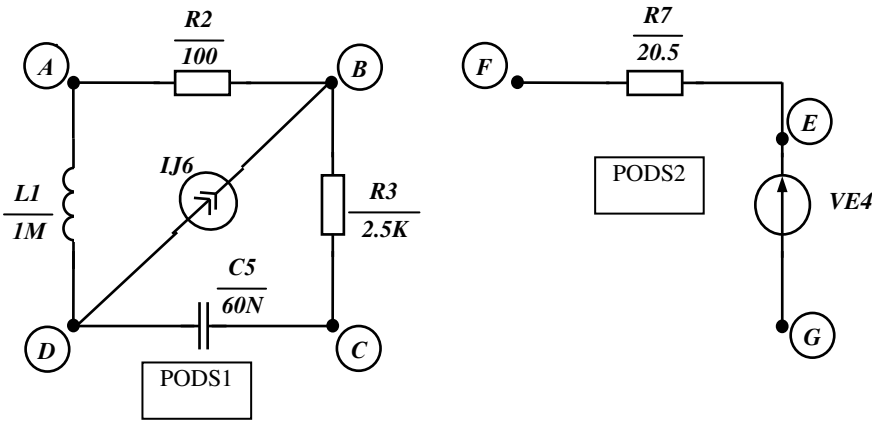 R2
100
A
B
L1
1M
IJ6
R3
2.5K
C5
60N
D
C
PODS1
R7
20.5
F
E
PODS2
VE4
G